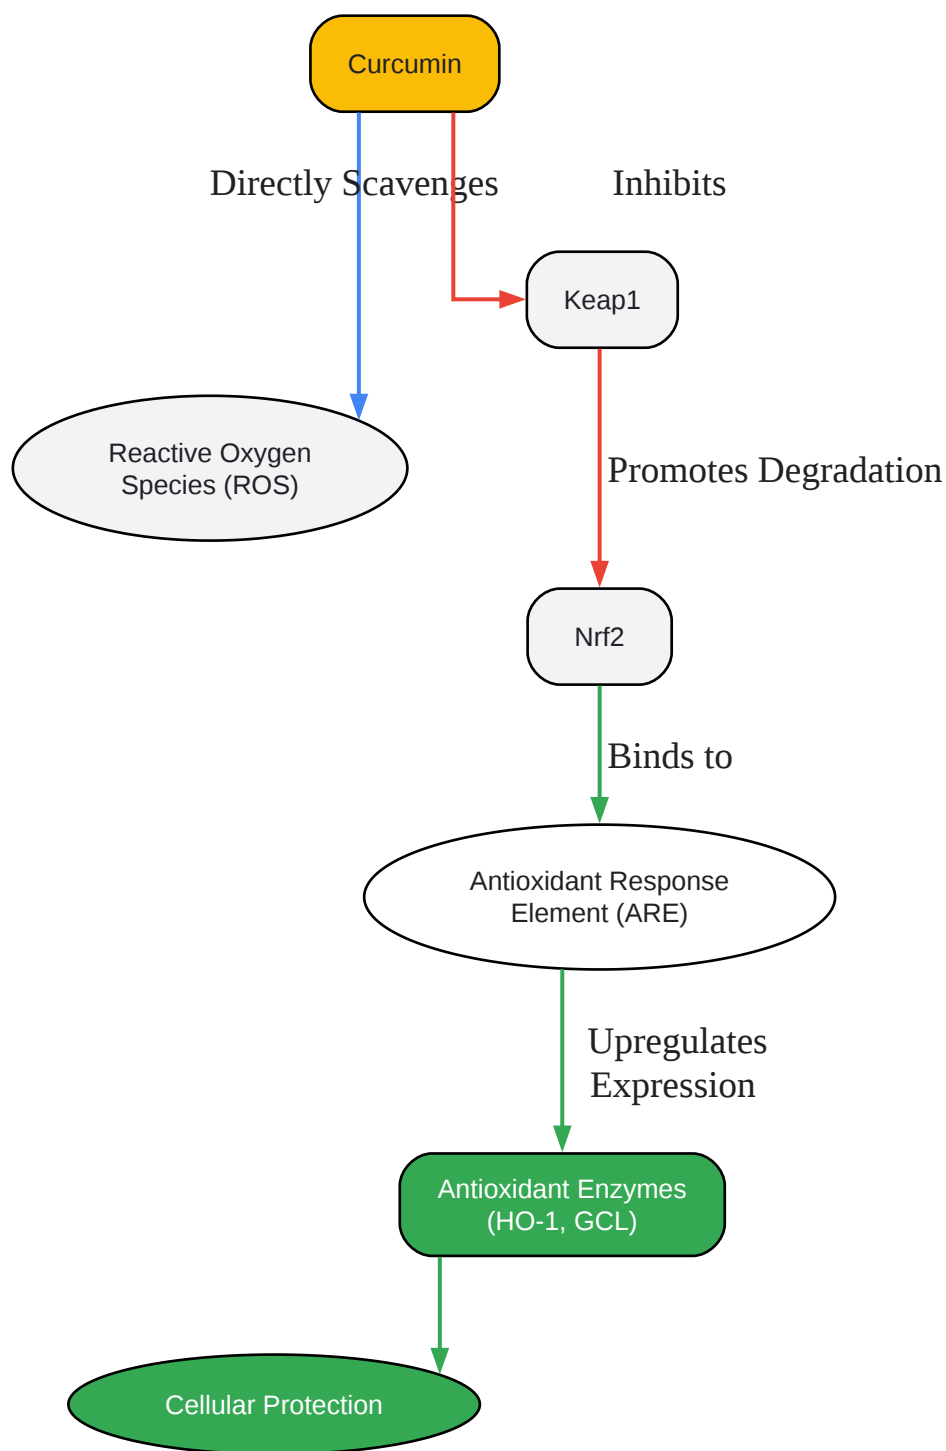 Curcumin
Directly Scavenges
Inhibits
Keap1
Reactive Oxygen
Species (ROS)
Promotes Degradation
Nrf2
Binds to
Antioxidant Response
Element (ARE)
Upregulates
Expression
Antioxidant Enzymes
(HO-1, GCL)
Cellular Protection